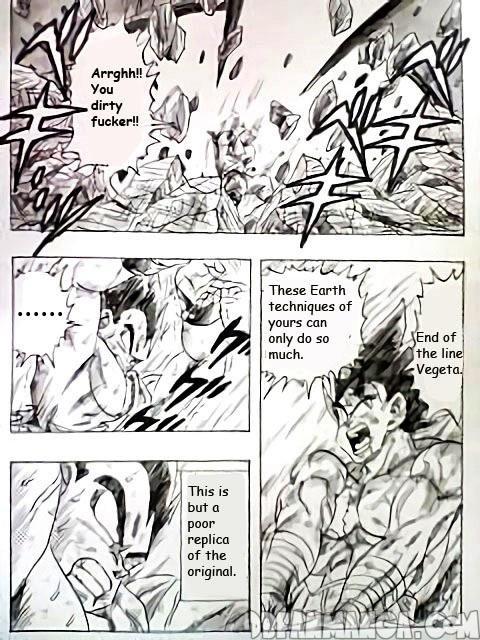 Arrghh!!
You
dirty
fucker!!
End of
the line
Vegeta.
These Earth
techniques of
yours can
only do so
much.
......
This is
but a
poor
replica
of the
original.